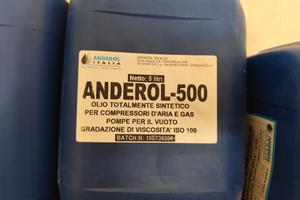 ANDEROL
ITALIA
Netto: 5 litri
ANDEROL-500
OLIO TOTALMENTE SINTETICO
PER COMPRESSORI D'ARIA E GAS
POMPE PER IL VUOTO
GRADAZIONE DI VISCOSITA' ISO 100
BATCH N: